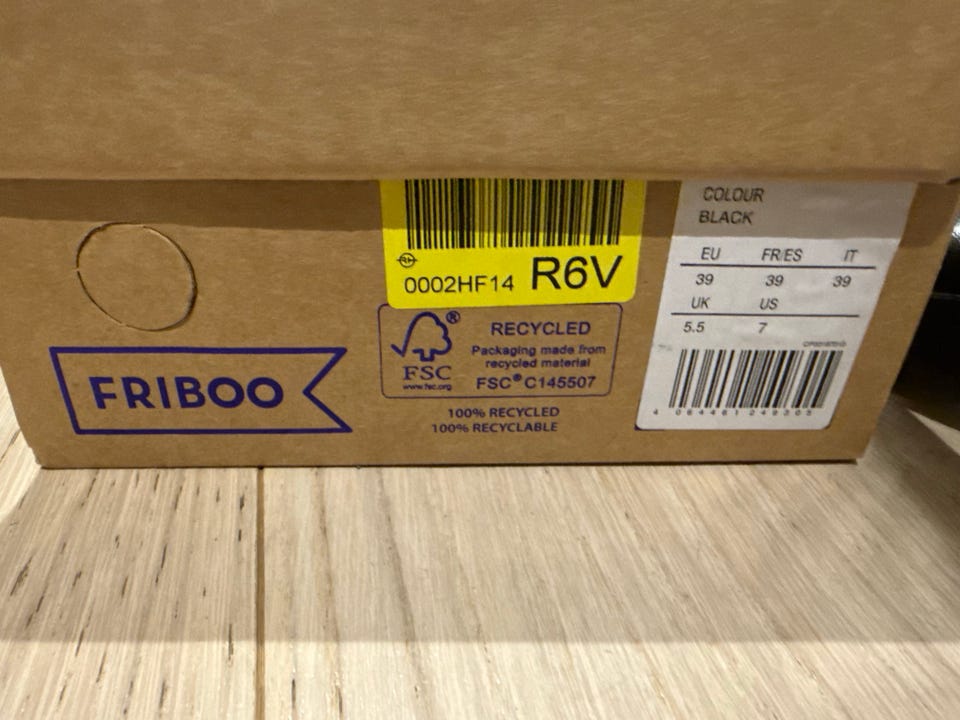 FRIBOO
0002HF14 R6V
FSC®
www.fsc.org
RECYCLED
Packaging made from
recycled material
FSC® C145507
100% RECYCLED
100% RECYCLABLE
COLOUR
BLACK
EU FR/ES IT
39 39 39
UK US
5.5 7